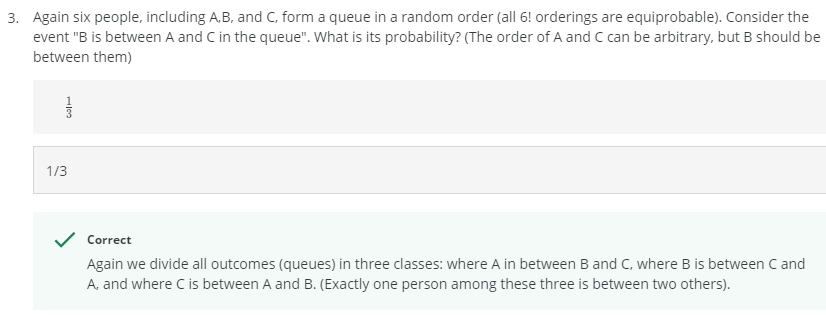 3. Again six people, including A,B, and C, form a queue in a random order (all 6! orderings are equiprobable). Consider the
event "B is between A and C in the queue". What is its probability? (The order of A and C can be arbitrary, but B should be
between them)
1/3
1/3
Correct
Again we divide all outcomes (queues) in three classes: where A in between B and C, where B is between C and
A, and where C is between A and B. (Exactly one person among these three is between two others).